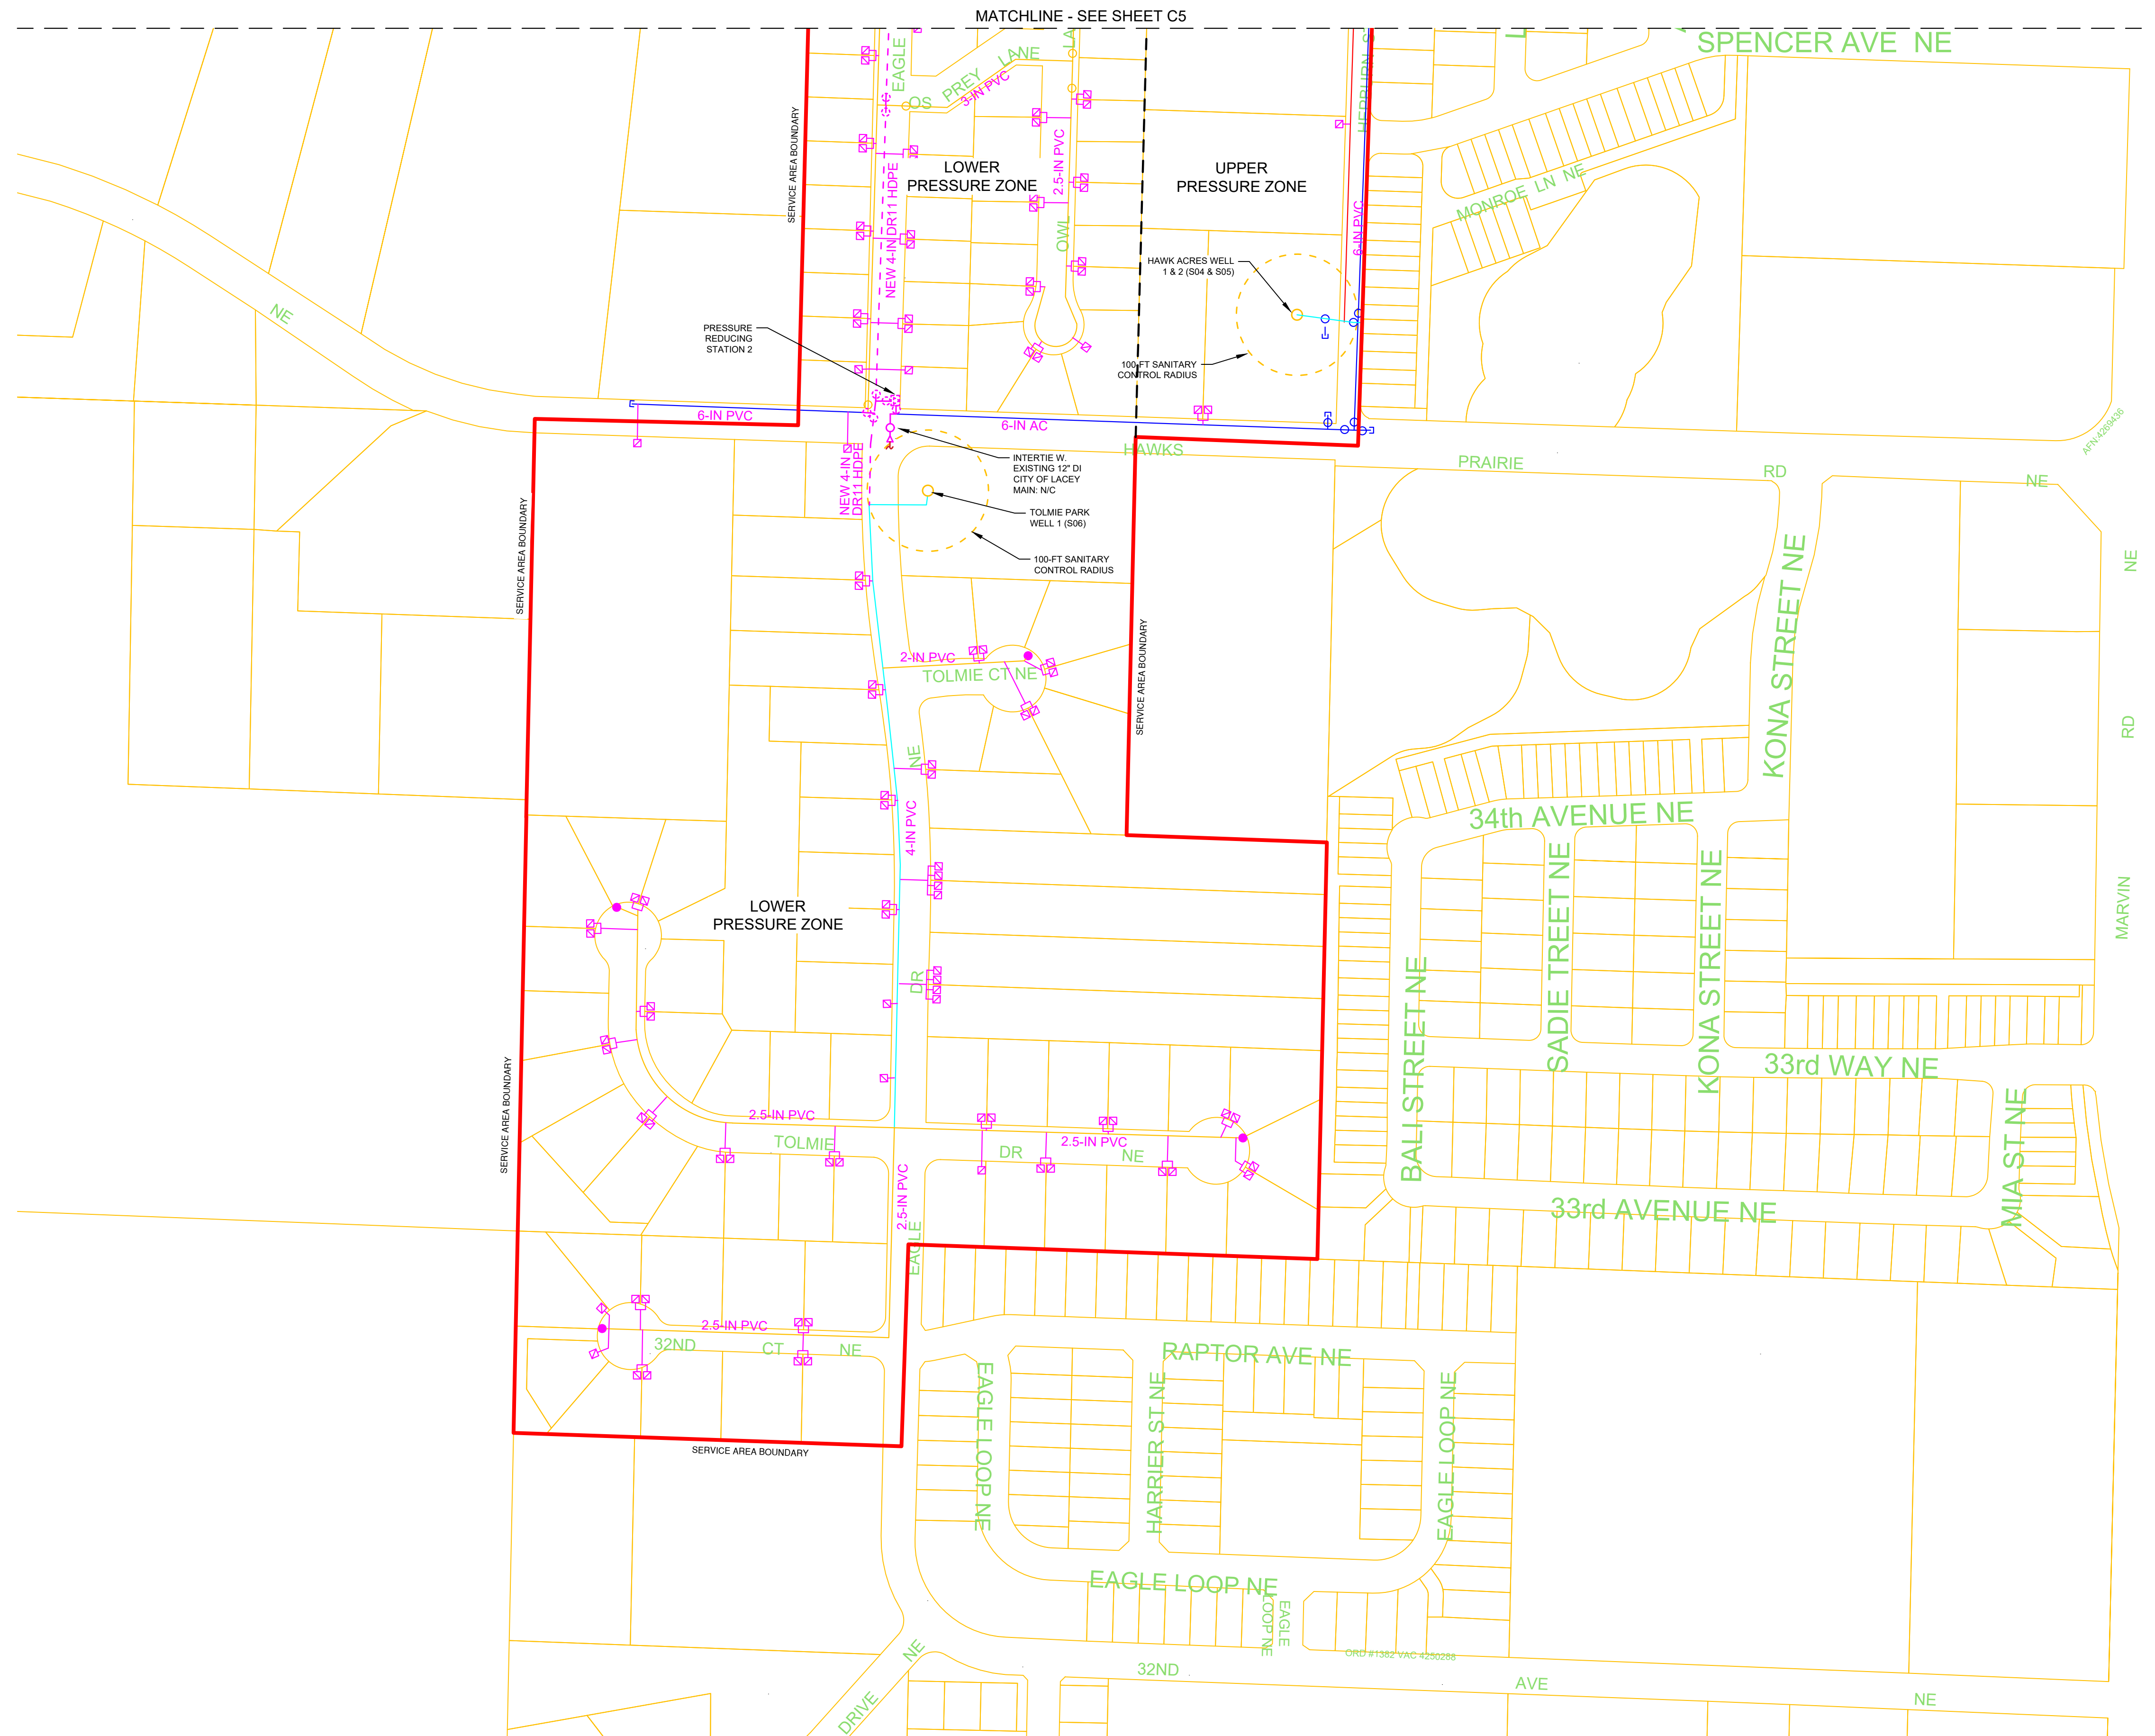 MATCHLINE - SEE SHEET C5
SPENCER AVE NE
EAGLE
OS
PREY
LANE
3-IN PVC
LA
HEPBURN S
SERVICE AREA BOUNDARY
NEW 4-IN DR11 HDPE
LOWER
PRESSURE ZONE
2.5-IN PVC
OWL
UPPER
PRESSURE ZONE
6-IN PVC
MONROE LN NE
HAWK ACRES WELL
1 & 2 (S04 & S05)
100-FT SANITARY
CONTROL RADIUS
NE
PRESSURE
REDUCING
STATION 2
6-IN PVC
6-IN AC
HAWKS
PRAIRIE
RD
NE
AFN 4269436
NEW 4-IN
DR11 HDPE
INTERTIE W.
EXISTING 12" DI
CITY OF LACEY
MAIN: N/C
TOLMIE PARK
WELL 1 (S06)
100-FT SANITARY
CONTROL RADIUS
SERVICE AREA BOUNDARY
SERVICE AREA BOUNDARY
2-IN PVC
TOLMIE CT NE
NE
4-IN PVC
DR
KONA STREET NE
NE
RD
MARVIN
34th AVENUE NE
LOWER
PRESSURE ZONE
BALI STREET NE
SADIE TREET NE
KONA STREET NE
33rd WAY NE
MIA ST NE
33rd AVENUE NE
SERVICE AREA BOUNDARY
2.5-IN PVC
TOLMIE
DR
2.5-IN PVC
NE
2.5-IN PVC
EAGLE
2.5-IN PVC
32ND
CT
NE
SERVICE AREA BOUNDARY
RAPTOR AVE NE
EAGLE LOOP NE
HARRIER ST NE
EAGLE LOOP NE
EAGLE LOOP NE
EAGLE
LOOP NE
ORD #1382 VAC 4250288
32ND
AVE
NE
DRIVE
NE